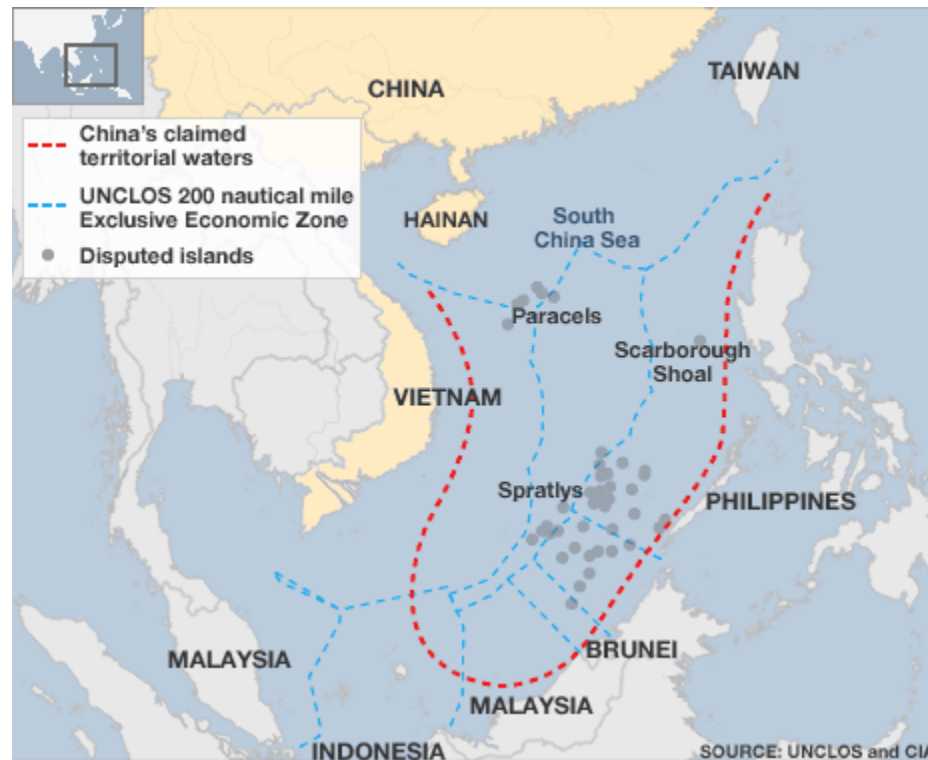 CHINA
TAIWAN
China's claimed
territorial waters
UNCLOS 200 nautical mile
Exclusive Economic Zone
Disputed islands
HAINAN
South
China Sea
Paracels
Scarborough
Shoal
VIETNAM
Spratlys
PHILIPPINES
MALAYSIA
BRUNEI
MALAYSIA
INDONESIA
SOURCE: UNCLOS and CIA